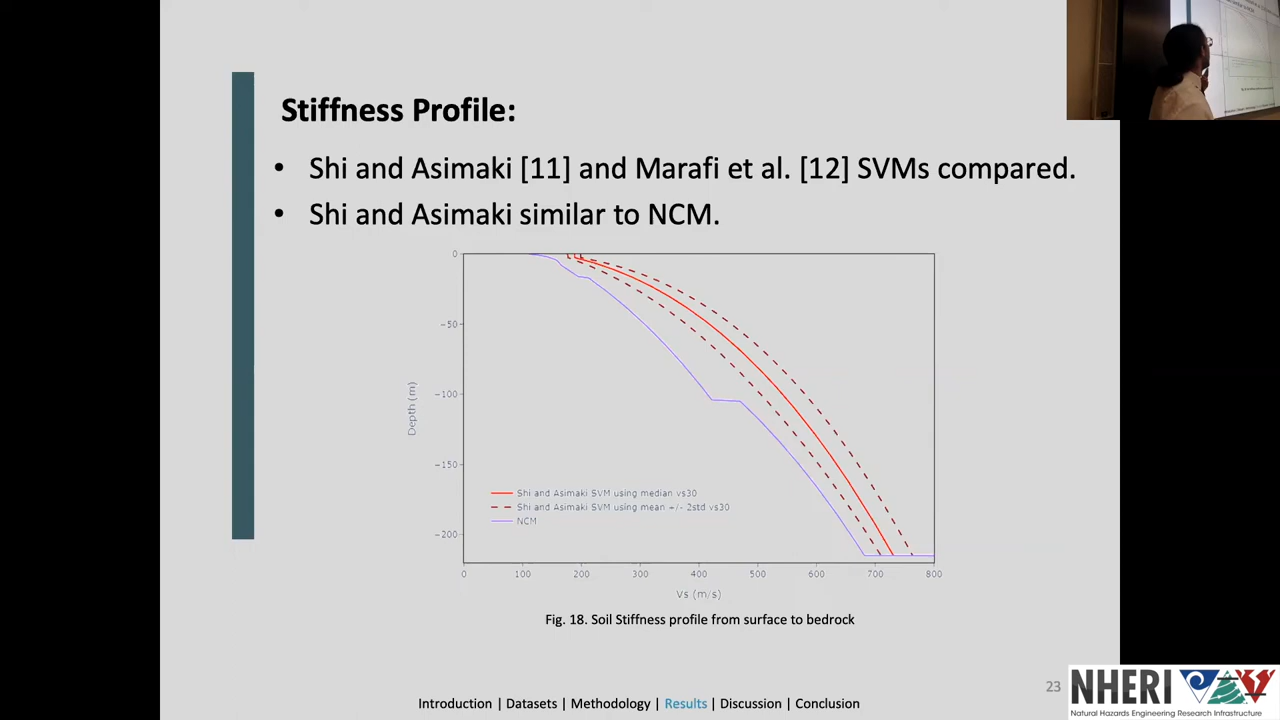 Stiffness Profile:
• Shi and Asimaki [11] and Marafi et al. [12] SVMs compared.
• Shi and Asimaki similar to NCM.
0
−50
−100
−150
−200
Depth (m)
Shi and Asimaki SVM using median vs30
Shi and Asimaki SVM using mean +/- 2std vs30
NCM
0 100 200 300 400 500 600 700 800
Vs (m/s)
Fig. 18. Soil Stiffness profile from surface to bedrock
23
Introduction | Datasets | Methodology | Results | Discussion | Conclusion
NHERI
Natural Hazards Engineering Research Infrastructure